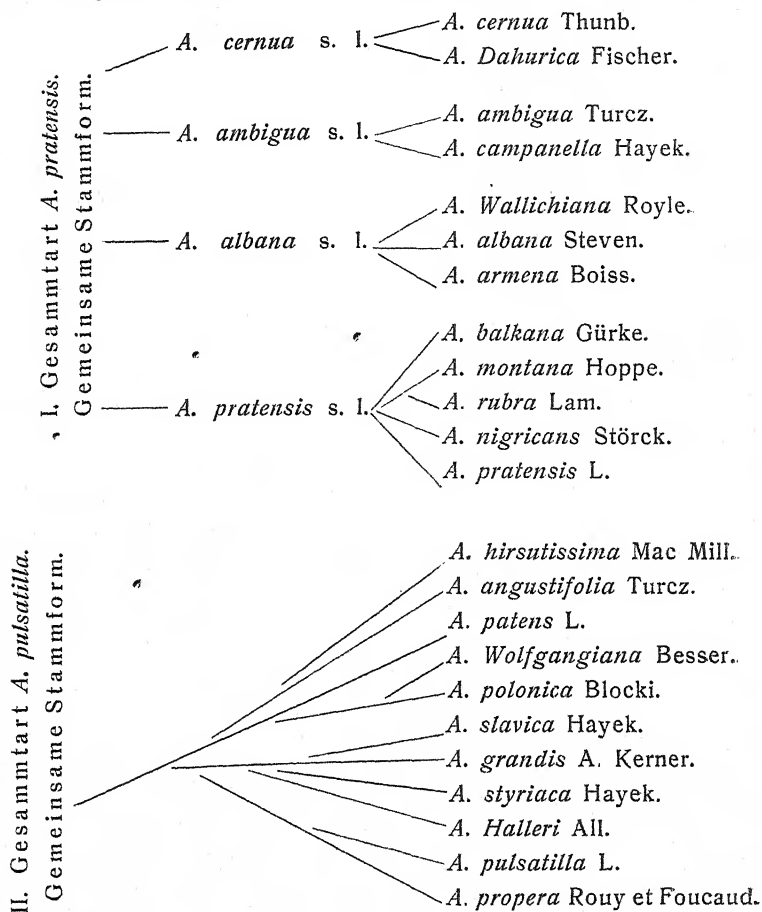 I. Gesammtart A. pratensis.
Gemeinsame Stammform.
A. cernua s. l.
A. cernua Thunb.
A. Dahurica Fischer.
A. ambigua s. l.
A. ambigua Turcz.
A. campanella Hayek.
A. albana s. l.
A. Wallichiana Royle.
A. albana Steven.
A. armena Boiss.
A. pratensis s. l.
A. balkana Gürke.
A. montana Hoppe.
A. rubra Lam.
A. nigricans Störck.
A. pratensis L.
II. Gesammtart A. pulsatilla.
Gemeinsame Stammform.
A. hirsutissima Mac Mill.
A. angustifolia Turcz.
A. patens L.
A. Wolfgangiana Besser.
A. polonica Blocki.
A. slavica Hayek.
A. grandis A. Kerner.
A. styriaca Hayek.
A. Halleri All.
A. pulsatilla L.
A. propera Rouy et Foucaud.